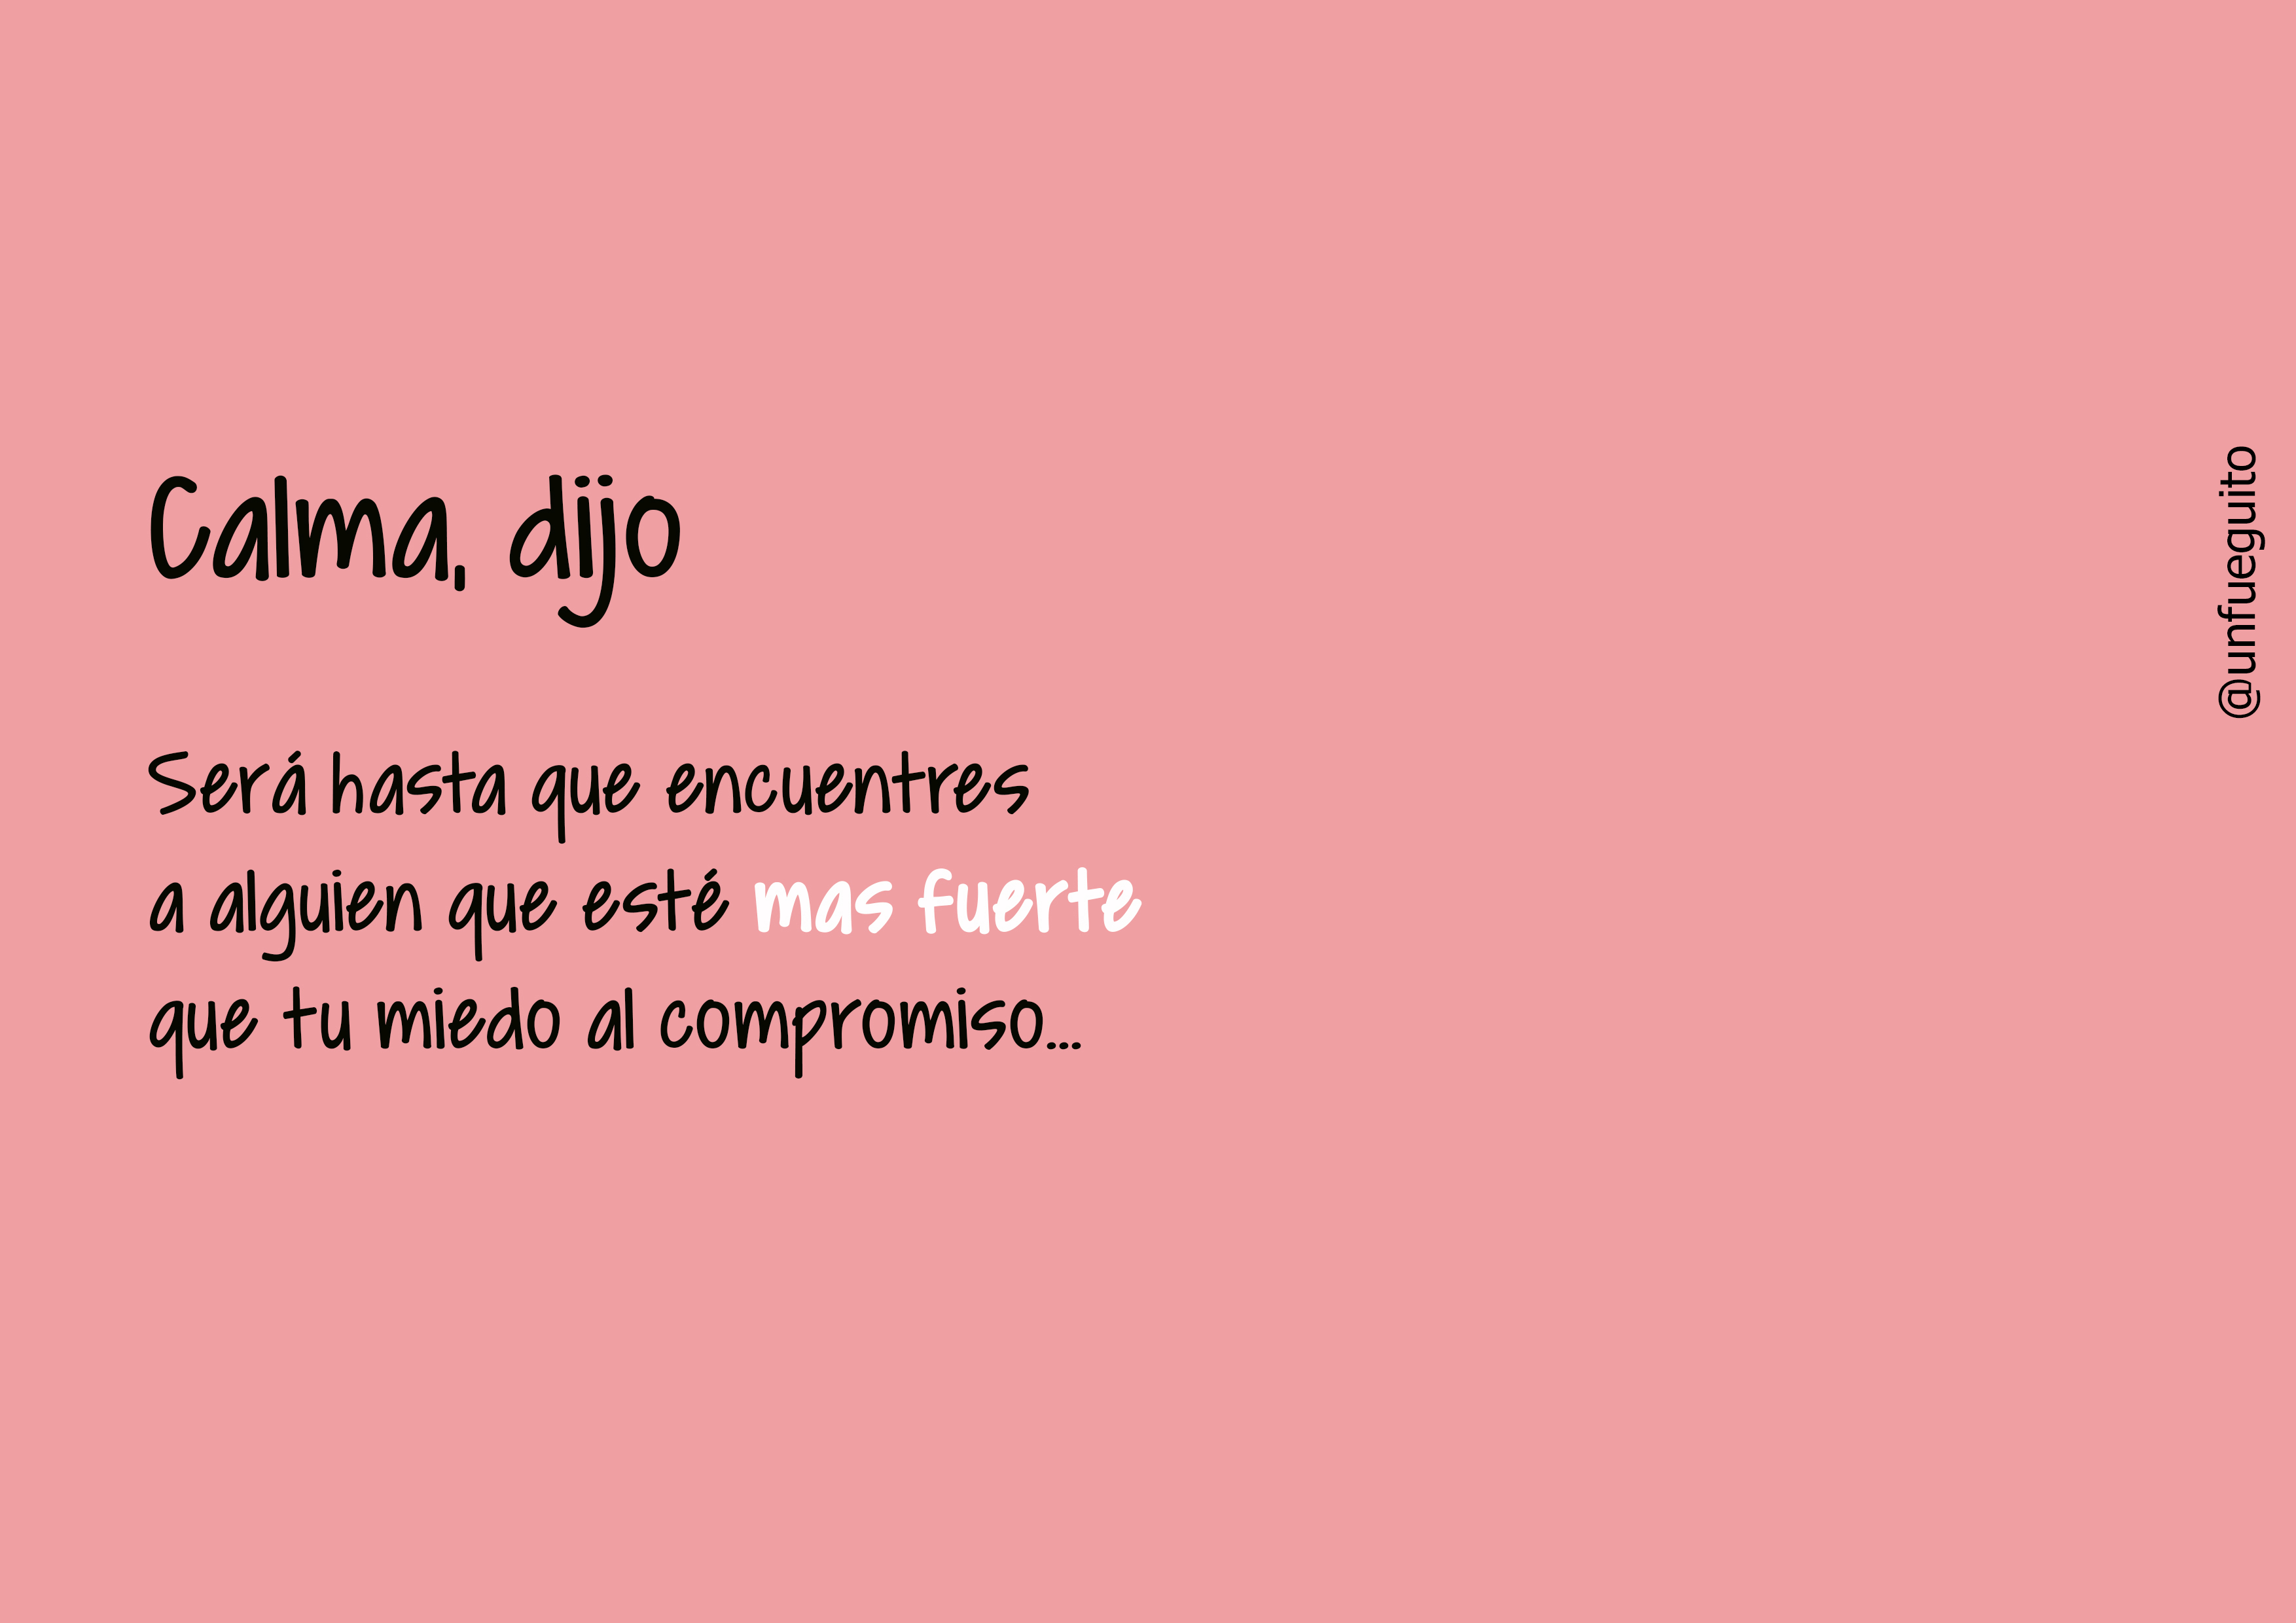 Calma, dijo
Será hasta que encuentres
a alguien que esté mas fuerte
que tu miedo al compromiso...
@unfueguito